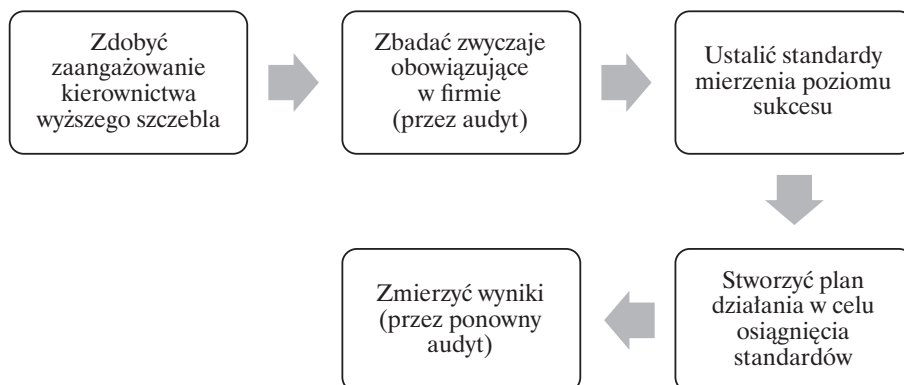 Zdobyć
zaangażowanie
kierownictwa
wyższego szczebla
Zbadać zwyczaje
obowiązujące
w firmie
(przez audyt)
Ustalić standardy
mierzenia poziomu
sukcesu
Stworzyć plan
działania w celu
osiągnięcia
standardów
Zmierzyć wyniki
(przez ponowny
audyt)